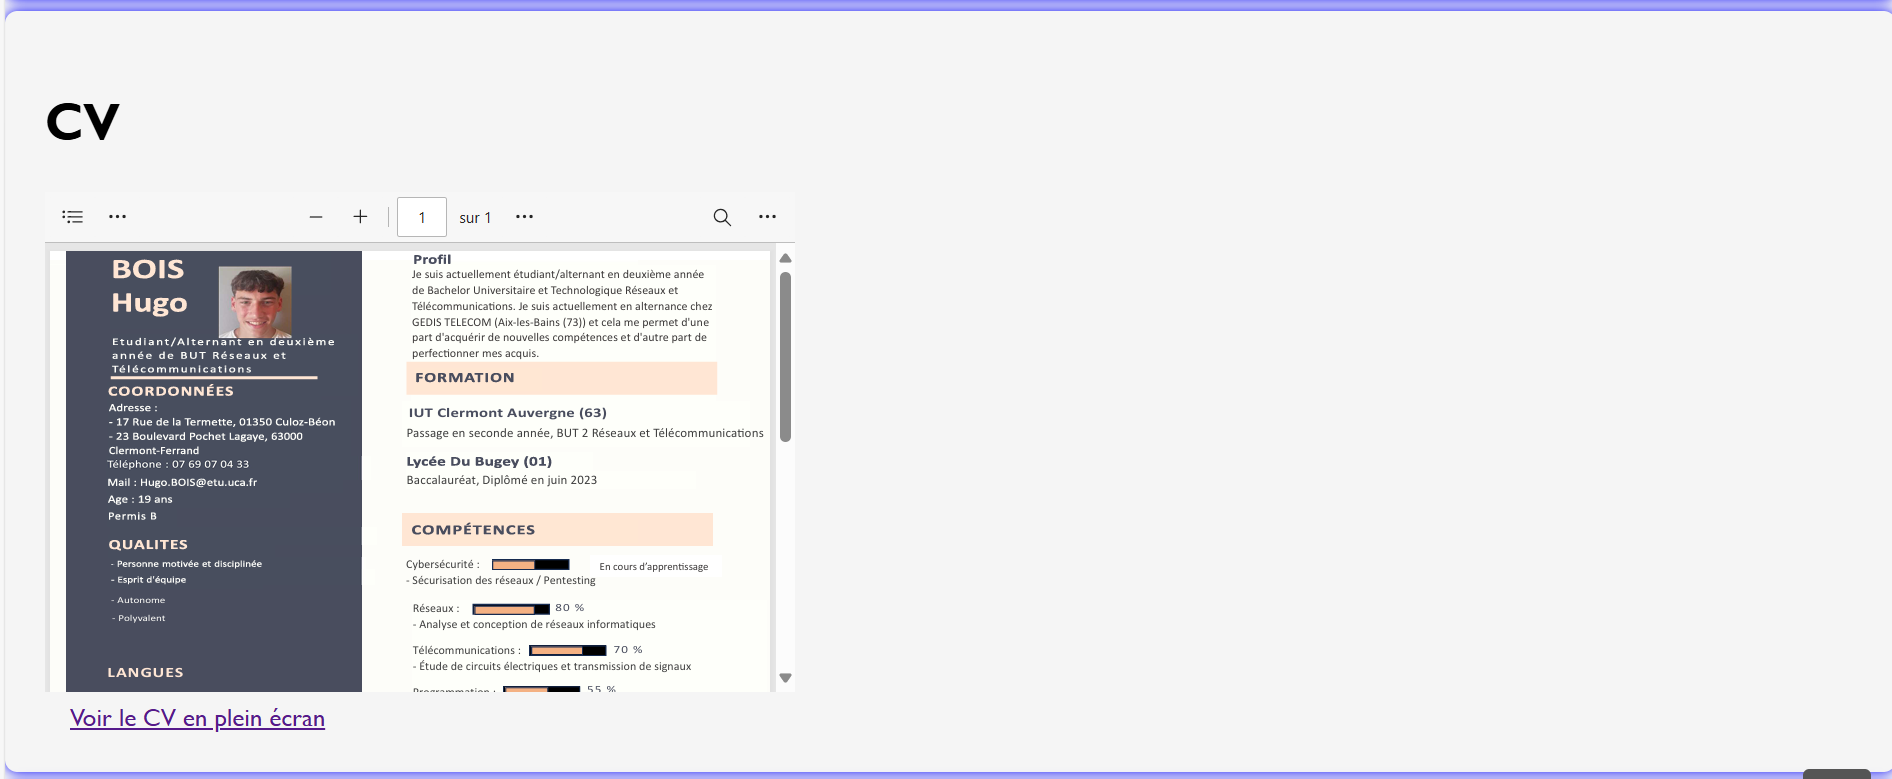 CV
1 sur 1
BOIS
Hugo
Etudiant/Alternant en deuxième
année de BUT Réseaux et
Télécommunications
COORDONNÉES
Adresse :
- 17 Rue de la Termette, 01350 Culoz-Béon
- 23 Boulevard Pochet Lagaye, 63000
Clermont-Ferrand
Téléphone : 07 69 07 04 33
Mail : Hugo.BOIS@etu.uca.fr
Age : 19 ans
Permis B
QUALITES
- Personne motivée et disciplinée
- Esprit d'équipe
- Autonome
- Polyvalent
LANGUES
Profil
Je suis actuellement étudiant/alternant en deuxième année
de Bachelor Universitaire et Technologique Réseaux et
Télécommunications. Je suis actuellement en alternance chez
GEDIS TELECOM (Aix-les-Bains (73)) et cela me permet d'une
part d'acquérir de nouvelles compétences et d'autre part de
perfectionner mes acquis.
FORMATION
IUT Clermont Auvergne (63)
Passage en seconde année, BUT 2 Réseaux et Télécommunications
Lycée Du Bugey (01)
Baccalauréat, Diplômé en juin 2023
COMPÉTENCES
Cybersécurité : En cours d'apprentissage
- Sécurisation des réseaux / Pentesting
Réseaux : 80 %
- Analyse et conception de réseaux informatiques
Télécommunications : 70 %
- Étude de circuits électriques et transmission de signaux
Programmation : 55 %
Voir le CV en plein écran